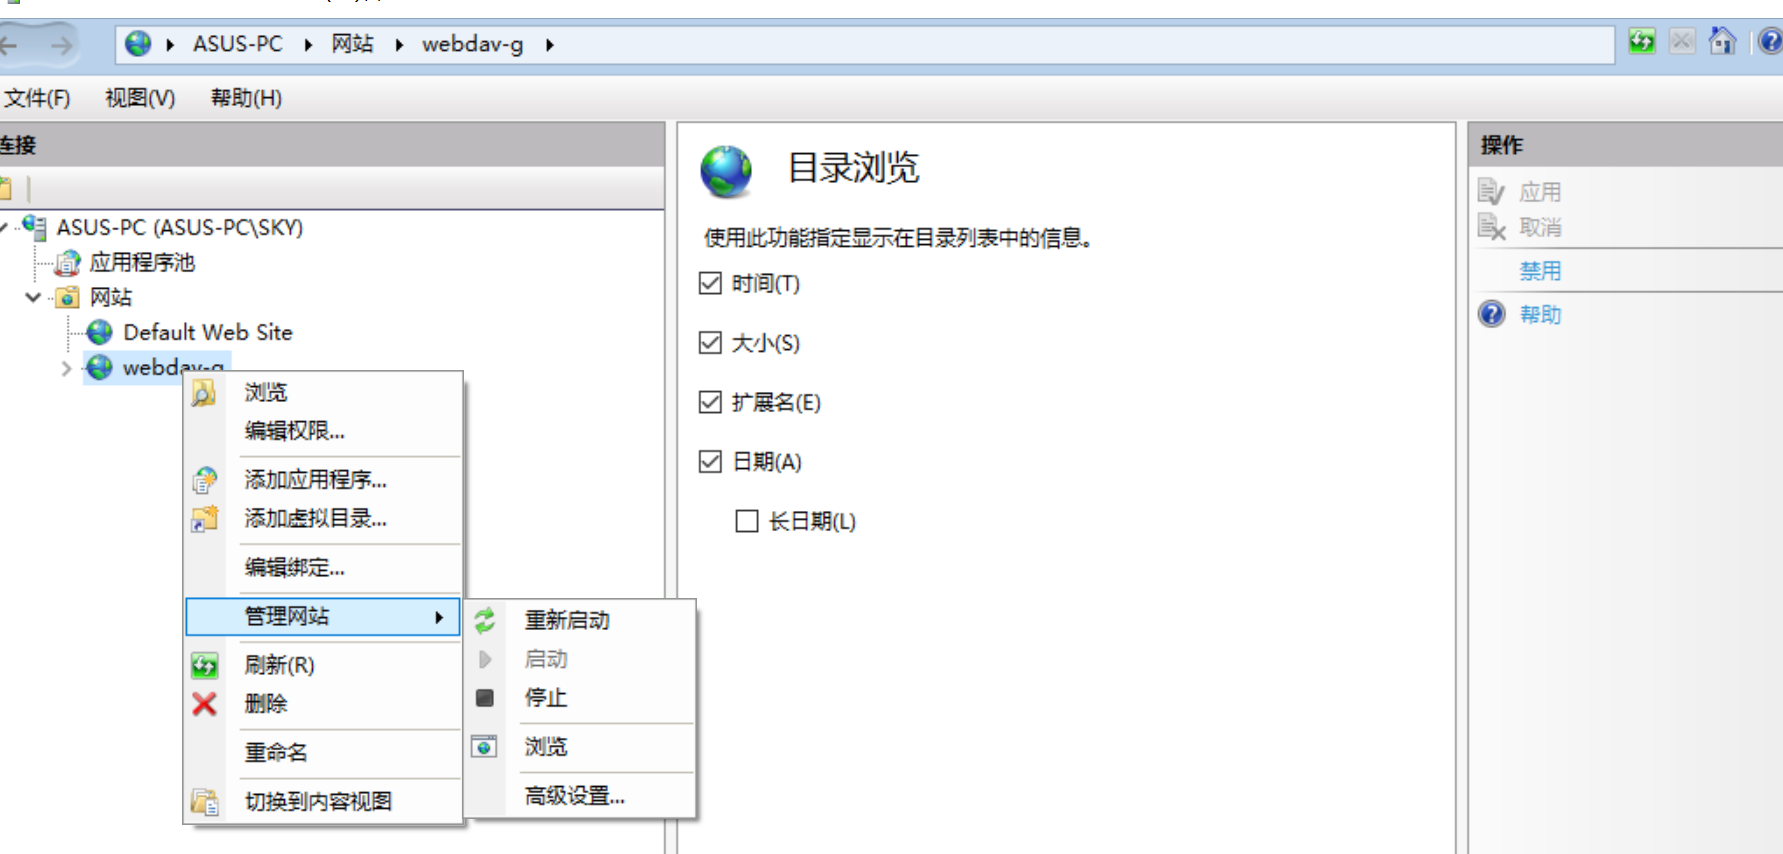 ASUS-PC 网站 webdav-g
文件(F) 视图(V) 帮助(H)
连接
ASUS-PC (ASUS-PC\SKY)
应用程序池
网站
Default Web Site
webdav-g
浏览
编辑权限...
添加应用程序...
添加虚拟目录...
编辑绑定...
管理网站
刷新(R)
删除
重命名
切换到内容视图
重新启动
启动
停止
浏览
高级设置...
目录浏览
使用此功能指定显示在目录列表中的信息。
时间(T)
大小(S)
扩展名(E)
日期(A)
长日期(L)
操作
应用
取消
禁用
帮助